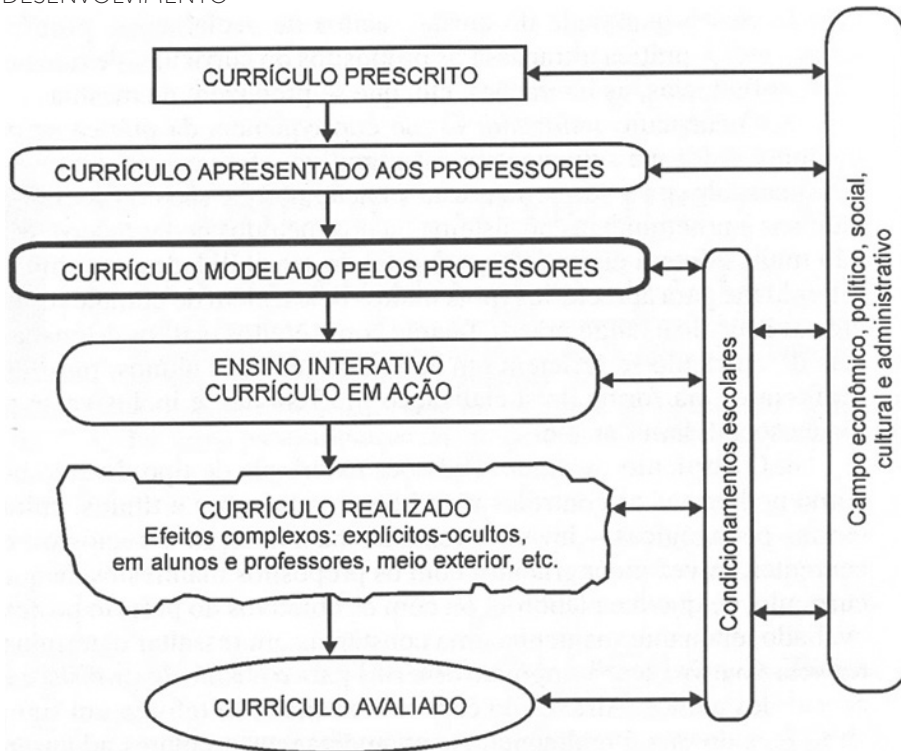 DESENVOLVIMENTO
CURRÍCULO PRESCRITO
CURRÍCULO APRESENTADO AOS PROFESSORES
CURRÍCULO MODELADO PELOS PROFESSORES
ENSINO INTERATIVO
CURRÍCULO EM AÇÃO
CURRÍCULO REALIZADO
Efeitos complexos: explícitos-ocultos,
em alunos e professores, meio exterior, etc.
CURRÍCULO AVALIADO
Condicionamentos escolares
Campo econômico, político, social,
cultural e administrativo